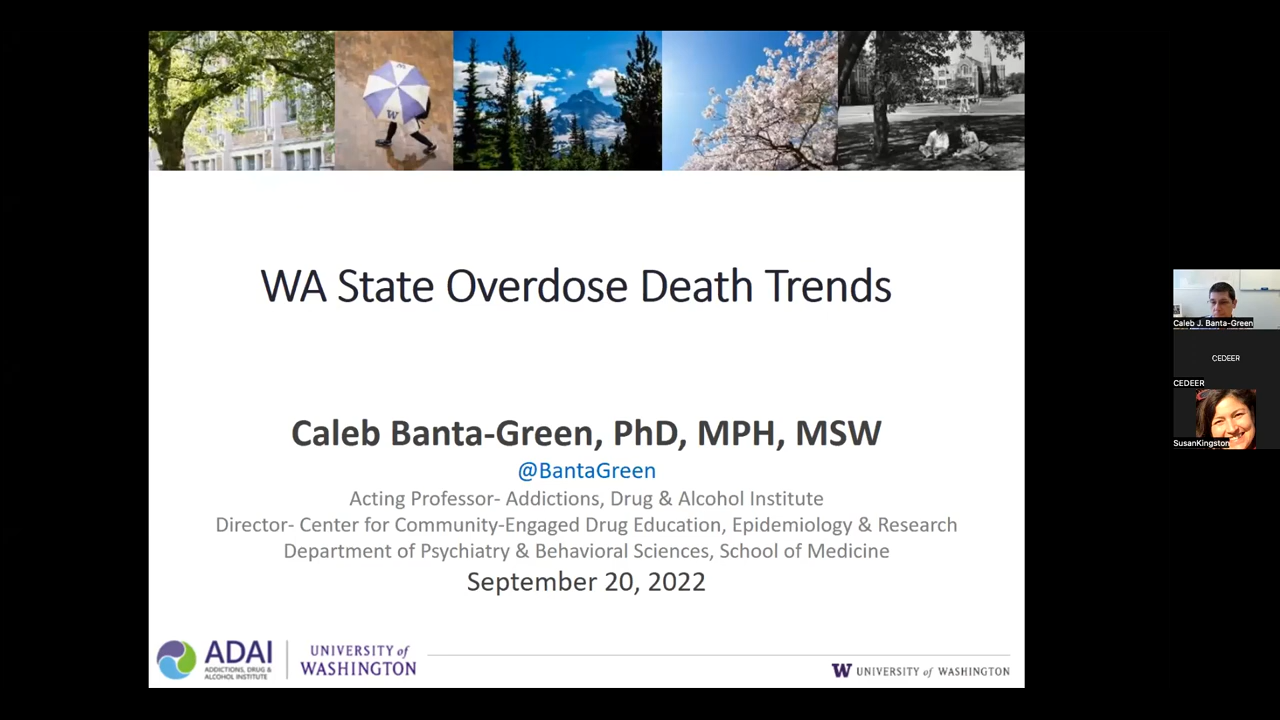 WA State Overdose Death Trends
Caleb Banta-Green, PhD, MPH, MSW
@BantaGreen
Acting Professor- Addictions, Drug & Alcohol Institute
Director- Center for Community-Engaged Drug Education, Epidemiology & Research
Department of Psychiatry & Behavioral Sciences, School of Medicine
September 20, 2022
ADAI
ADDICTIONS, DRUG &
ALCOHOL INSTITUTE
UNIVERSITY of
WASHINGTON
W UNIVERSITY of WASHINGTON
W
Caleb J. Banta-Green
CEDEER
CEDEER
SusanKingston